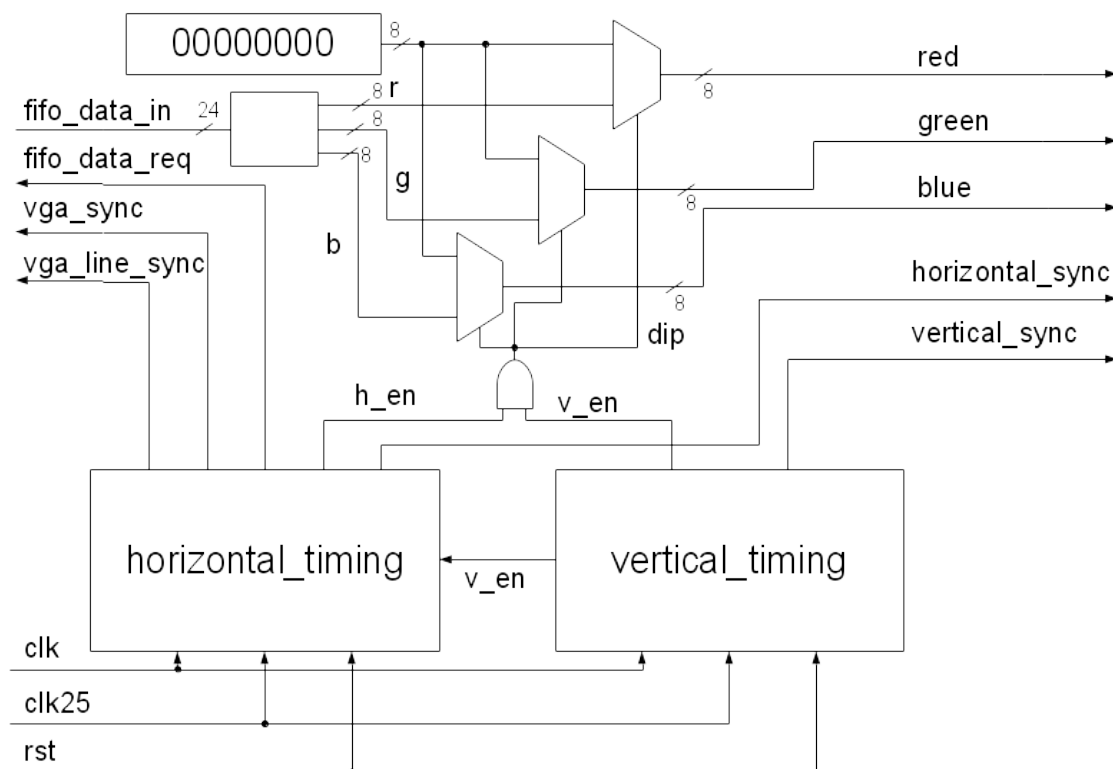 00000000
8
r
8
8
8
8
red
fifo_data_in
24
green
8
fifo_data_req
g
blue
vga_sync
b
8
vga_line_sync
horizontal_sync
dip
vertical_sync
h_en
v_en
horizontal_timing
vertical_timing
v_en
clk
clk25
rst